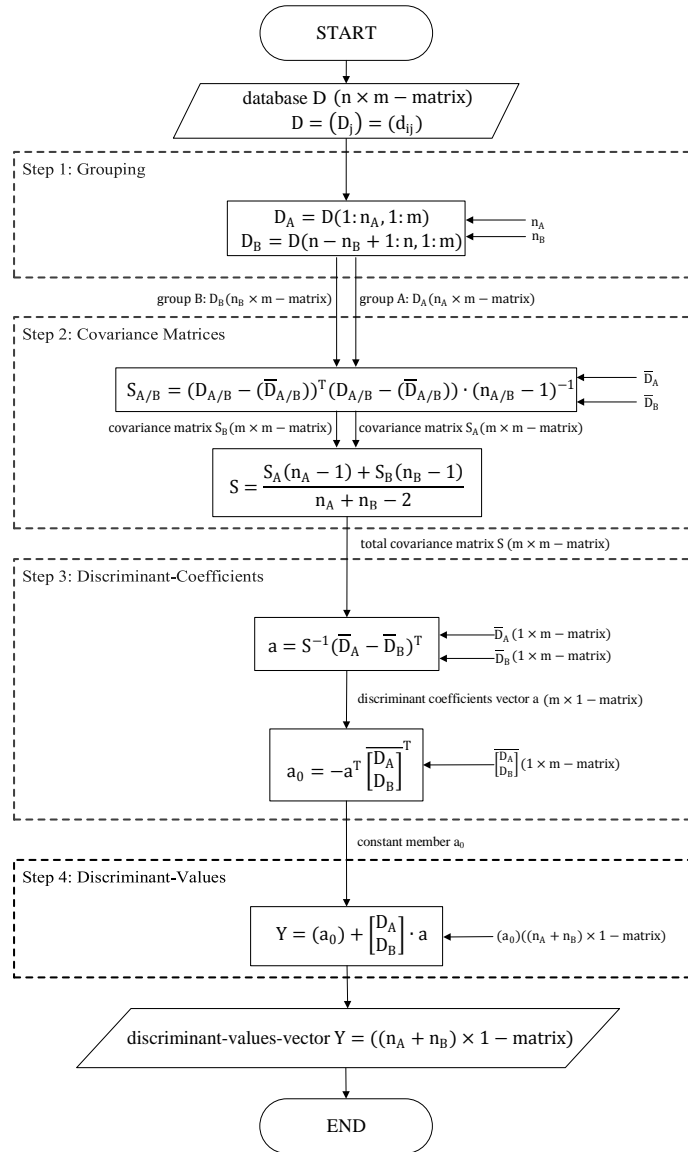 START
database D (n × m − matrix)
D = (D_j) = (d_ij)
Step 1: Grouping
D_A = D(1: n_A, 1: m)
D_B = D(n − n_B + 1: n, 1: m)
n_A
n_B
group B: D_B(n_B × m − matrix)
group A: D_A(n_A × m − matrix)
Step 2: Covariance Matrices
S_A/B = (D_A/B − (D̅_A/B))^T(D_A/B − (D̅_A/B)) · (n_A/B − 1)^−1
D̅_A
D̅_B
covariance matrix S_B(m × m − matrix)
covariance matrix S_A(m × m − matrix)
S = \frac{S_A(n_A − 1) + S_B(n_B − 1)}{n_A + n_B − 2}
total covariance matrix S (m × m − matrix)
Step 3: Discriminant-Coefficients
a = S^−1(D̅_A − D̅_B)^T
D̅_A(1 × m − matrix)
D̅_B(1 × m − matrix)
discriminant coefficients vector a (m × 1 − matrix)
a_0 = −a^T \overline{[D_A D_B]}^T
\overline{[D_A D_B]}(1 × m − matrix)
constant member a_0
Step 4: Discriminant-Values
Y = (a_0) + [D_A D_B] · a
(a_0)((n_A + n_B) × 1 − matrix)
discriminant-values-vector Y = ((n_A + n_B) × 1 − matrix)
END